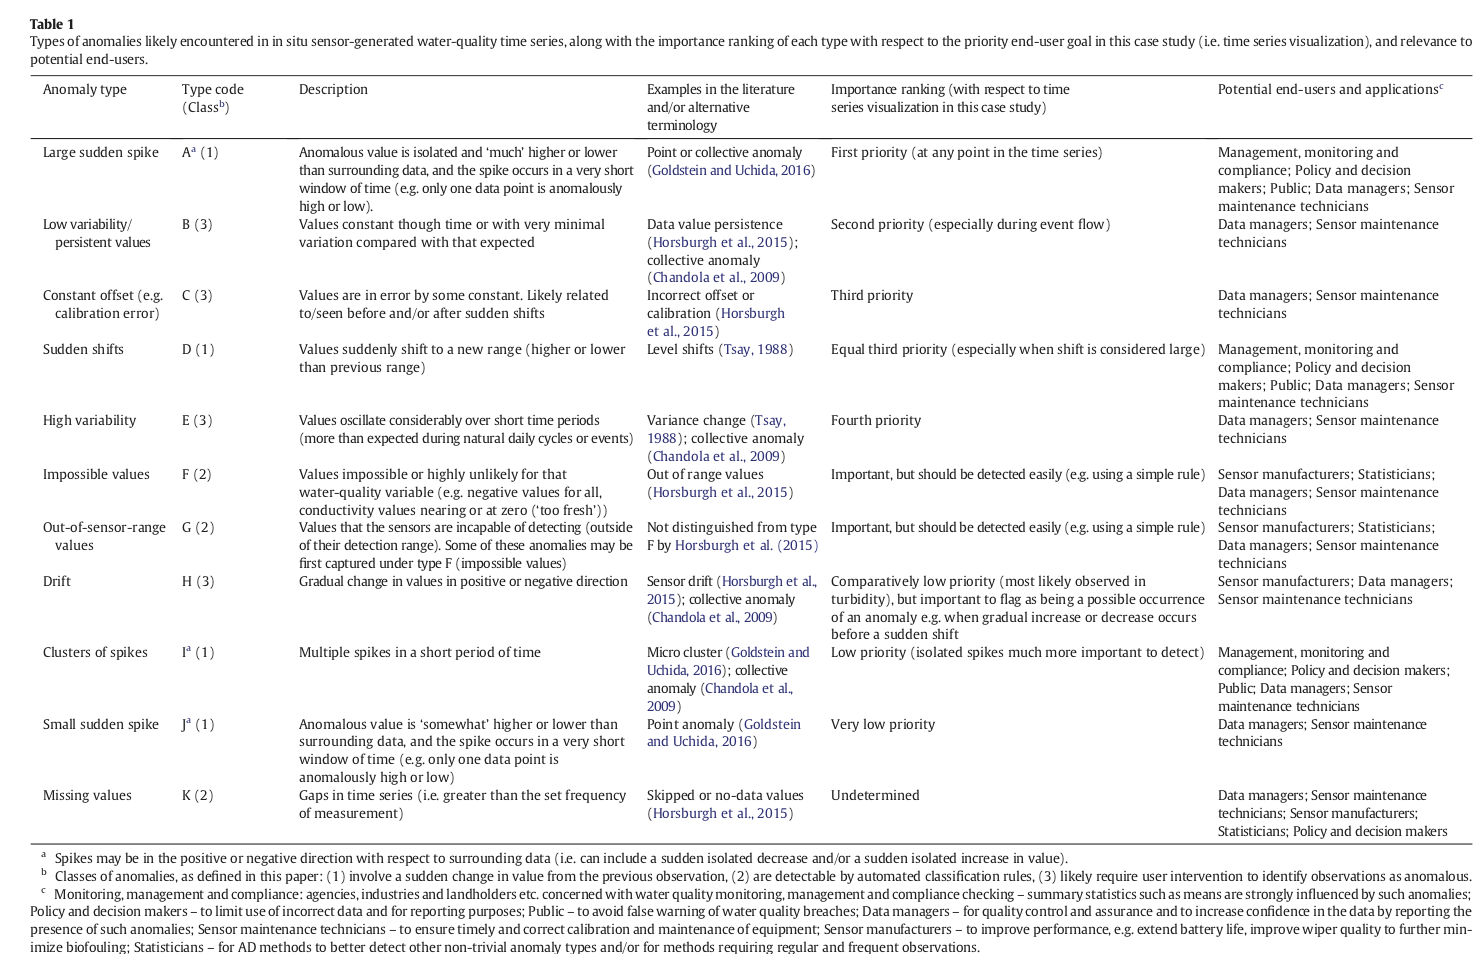 Table 1
Types of anomalies likely encountered in in situ sensor-generated water-quality time series, along with the importance ranking of each type with respect to the priority end-user goal in this case study (i.e. time series visualization), and relevance to
potential end-users.
Anomaly type
Type code
(Classb)
Description
Examples in the literature
and/or alternative
terminology
Importance ranking (with respect to time
series visualization in this case study)
Potential end-users and applicationsc
Large sudden spike
Aa (1)
Anomalous value is isolated and ‘much’ higher or lower
than surrounding data, and the spike occurs in a very short
window of time (e.g. only one data point is anomalously
high or low).
Point or collective anomaly
(Goldstein and Uchida, 2016)
First priority (at any point in the time series)
Management, monitoring and
compliance; Policy and decision
makers; Public; Data managers; Sensor
maintenance technicians
Low variability/
persistent values
B (3)
Values constant though time or with very minimal
variation compared with that expected
Data value persistence
(Horsburgh et al., 2015);
collective anomaly
(Chandola et al., 2009)
Second priority (especially during event flow)
Data managers; Sensor maintenance
technicians
Constant offset (e.g.
calibration error)
C (3)
Values are in error by some constant. Likely related
to/seen before and/or after sudden shifts
Incorrect offset or
calibration (Horsburgh
et al., 2015)
Third priority
Data managers; Sensor maintenance
technicians
Sudden shifts
D (1)
Values suddenly shift to a new range (higher or lower
than previous range)
Level shifts (Tsay, 1988)
Equal third priority (especially when shift is considered large)
Management, monitoring and
compliance; Policy and decision
makers; Public; Data managers; Sensor
maintenance technicians
High variability
E (3)
Values oscillate considerably over short time periods
(more than expected during natural daily cycles or events)
Variance change (Tsay,
1988); collective anomaly
(Chandola et al., 2009)
Fourth priority
Data managers; Sensor maintenance
technicians
Impossible values
F (2)
Values impossible or highly unlikely for that
water-quality variable (e.g. negative values for all,
conductivity values nearing or at zero (‘too fresh’))
Out of range values
(Horsburgh et al., 2015)
Important, but should be detected easily (e.g. using a simple rule)
Sensor manufacturers; Statisticians;
Data managers; Sensor maintenance
technicians
Out-of-sensor-range
values
G (2)
Values that the sensors are incapable of detecting (outside
of their detection range). Some of these anomalies may be
first captured under type F (impossible values)
Not distinguished from type
F by Horsburgh et al. (2015)
Important, but should be detected easily (e.g. using a simple rule)
Sensor manufacturers; Statisticians;
Data managers; Sensor maintenance
technicians
Drift
H (3)
Gradual change in values in positive or negative direction
Sensor drift (Horsburgh et al.,
2015); collective anomaly
(Chandola et al., 2009)
Comparatively low priority (most likely observed in
turbidity), but important to flag as being a possible occurrence
of an anomaly e.g. when gradual increase or decrease occurs
before a sudden shift
Sensor manufacturers; Data managers;
Sensor maintenance technicians
Clusters of spikes
Ia (1)
Multiple spikes in a short period of time
Micro cluster (Goldstein and
Uchida, 2016); collective
anomaly (Chandola et al.,
2009)
Low priority (isolated spikes much more important to detect)
Management, monitoring and
compliance; Policy and decision makers;
Public; Data managers; Sensor
maintenance technicians
Small sudden spike
Ja (1)
Anomalous value is ‘somewhat’ higher or lower than
surrounding data, and the spike occurs in a very short
window of time (e.g. only one data point is
anomalously high or low)
Point anomaly (Goldstein
and Uchida, 2016)
Very low priority
Data managers; Sensor maintenance
technicians
Missing values
K (2)
Gaps in time series (i.e. greater than the set frequency
of measurement)
Skipped or no-data values
(Horsburgh et al., 2015)
Undetermined
Data managers; Sensor maintenance
technicians; Sensor manufacturers;
Statisticians; Policy and decision makers
a Spikes may be in the positive or negative direction with respect to surrounding data (i.e. can include a sudden isolated decrease and/or a sudden isolated increase in value).
b Classes of anomalies, as defined in this paper: (1) involve a sudden change in value from the previous observation, (2) are detectable by automated classification rules, (3) likely require user intervention to identify observations as anomalous.
c Monitoring, management and compliance: agencies, industries and landholders etc. concerned with water quality monitoring, management and compliance checking – summary statistics such as means are strongly influenced by such anomalies;
Policy and decision makers – to limit use of incorrect data and for reporting purposes; Public – to avoid false warning of water quality breaches; Data managers – for quality control and assurance and to increase confidence in the data by reporting the
presence of such anomalies; Sensor maintenance technicians – to ensure timely and correct calibration and maintenance of equipment; Sensor manufacturers – to improve performance, e.g. extend battery life, improve wiper quality to further min-
imize biofouling; Statisticians – for AD methods to better detect other non-trivial anomaly types and/or for methods requiring regular and frequent observations.